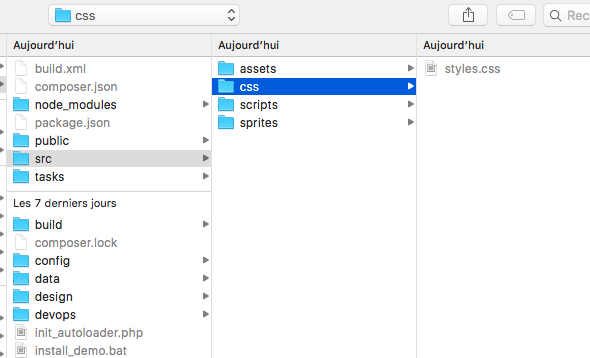 css
Rec
Aujourd'hui
build.xml
composer.json
node_modules
package.json
public
src
tasks
Les 7 derniers jours
build
composer.lock
config
data
design
devops
init_autoloader.php
install_demo.bat
Aujourd'hui
assets
css
scripts
sprites
Aujourd'hui
styles.css